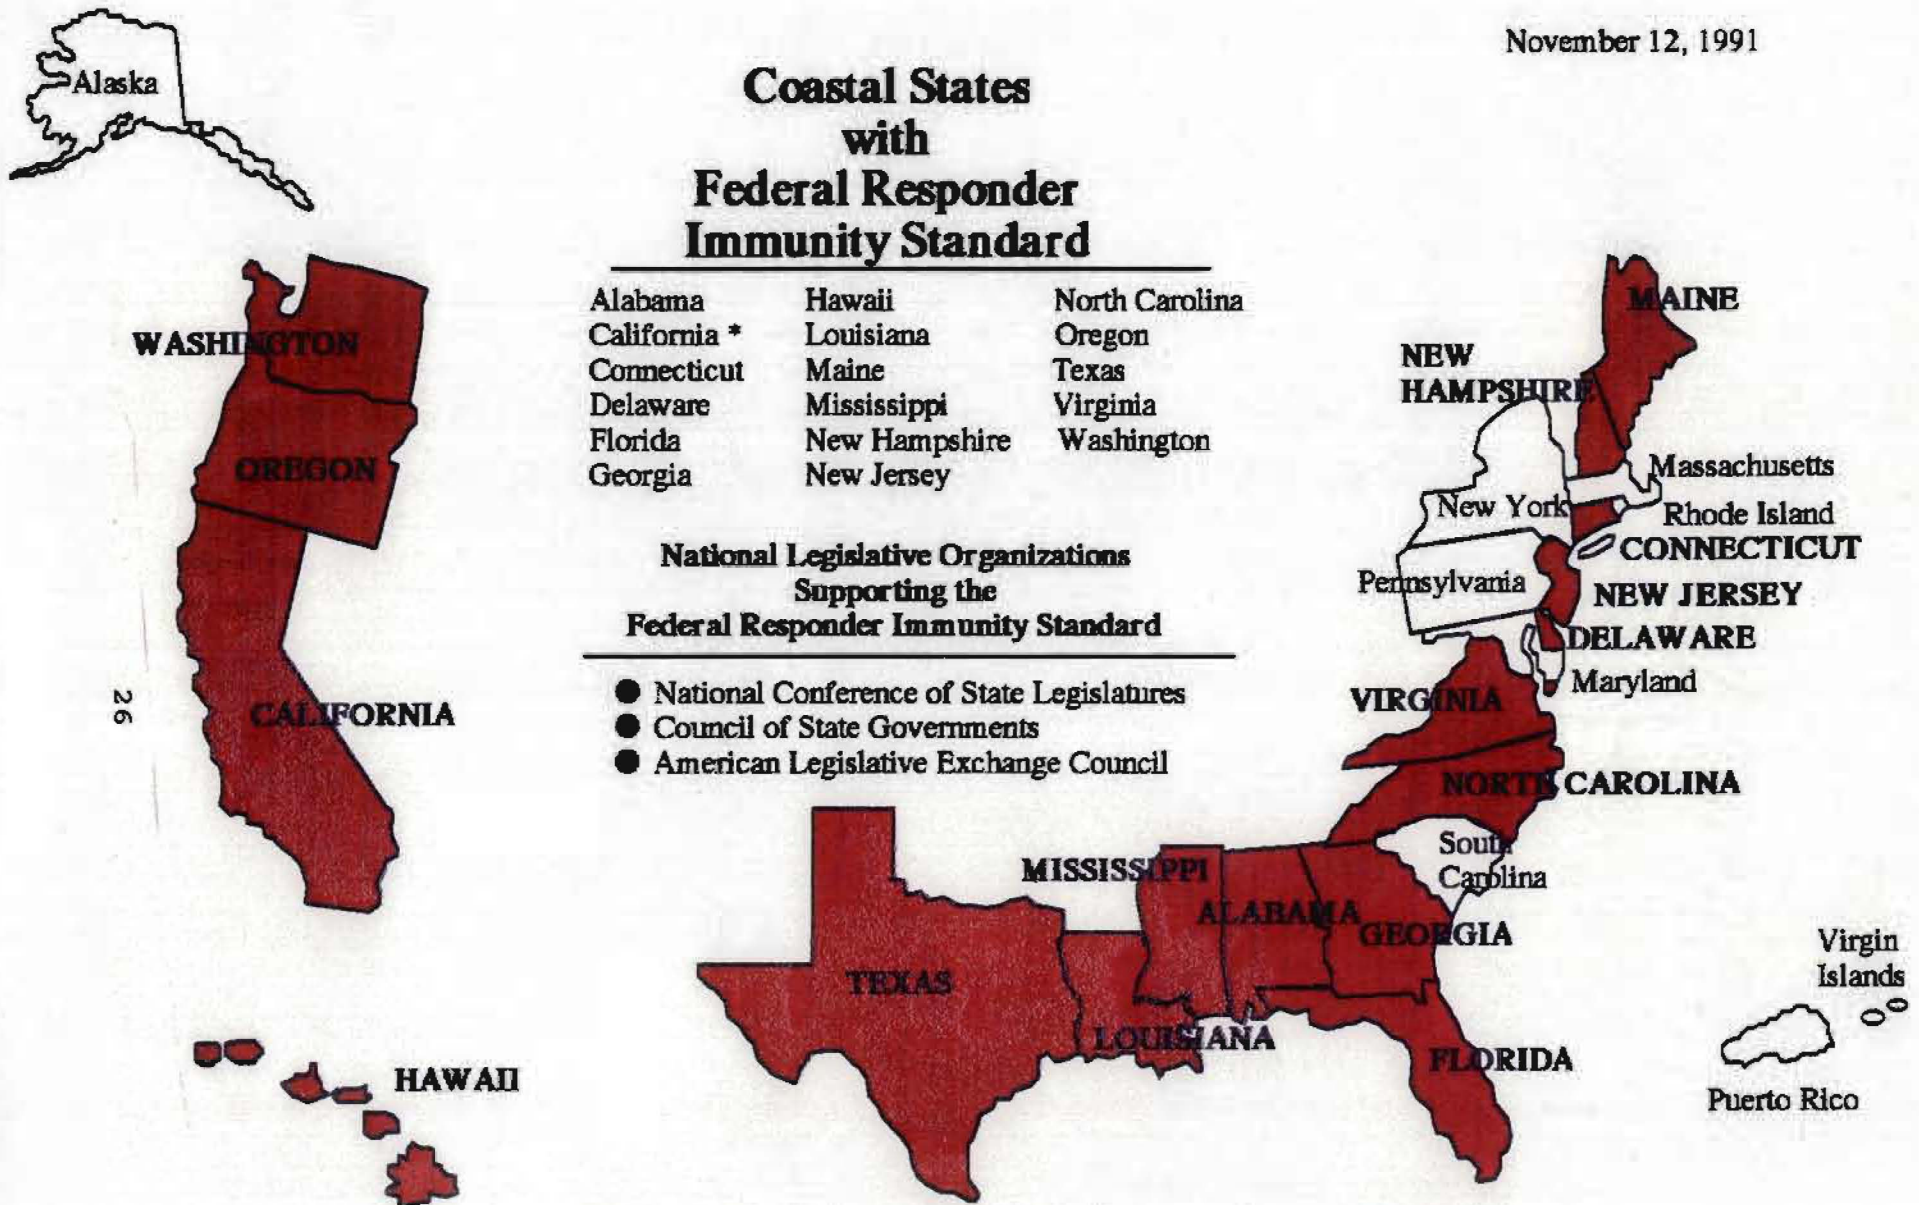 November 12, 1991
Alaska
Coastal States
with
Federal Responder
Immunity Standard
Alabama Hawaii North Carolina
California * Louisiana Oregon
Connecticut Maine Texas
Delaware Mississippi Virginia
Florida New Hampshire Washington
Georgia New Jersey
National Legislative Organizations
Supporting the
Federal Responder Immunity Standard
● National Conference of State Legislatures
● Council of State Governments
● American Legislative Exchange Council
WASHINGTON
OREGON
CALIFORNIA
HAWAII
26
MAINE
NEW
HAMPSHIRE
Massachusetts
New York
Rhode Island
CONNECTICUT
Pennsylvania
NEW JERSEY
DELAWARE
Maryland
VIRGINIA
NORTH CAROLINA
South
Carolina
MISSISSIPPI
ALABAMA
GEORGIA
TEXAS
LOUISIANA
FLORIDA
Virgin
Islands
Puerto Rico